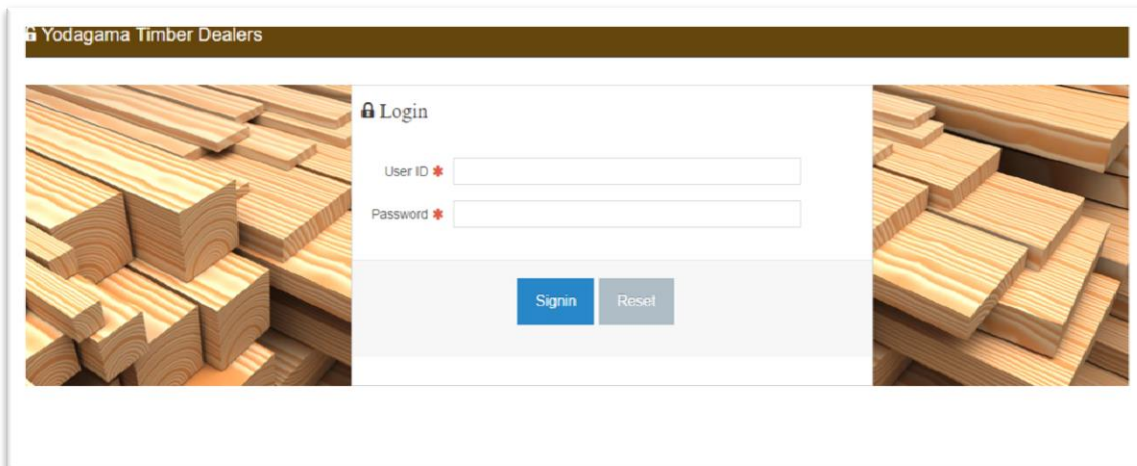 Yodagama Timber Dealers
Login
User ID *
Password *
Signin Reset